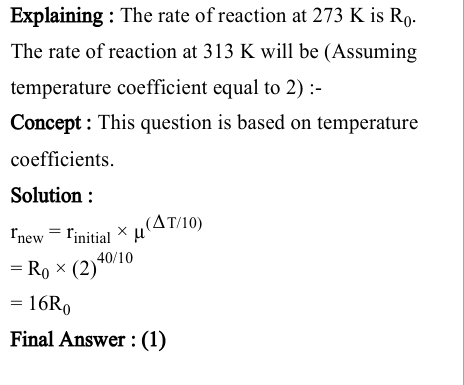 Explaining : The rate of reaction at 273 K is R₀.
The rate of reaction at 313 K will be (Assuming
temperature coefficient equal to 2) :-
Concept : This question is based on temperature
coefficients.
Solution :
r_new = r_initial × μ^(ΔT/10)
= R₀ × (2)^40/10
= 16R₀
Final Answer : (1)